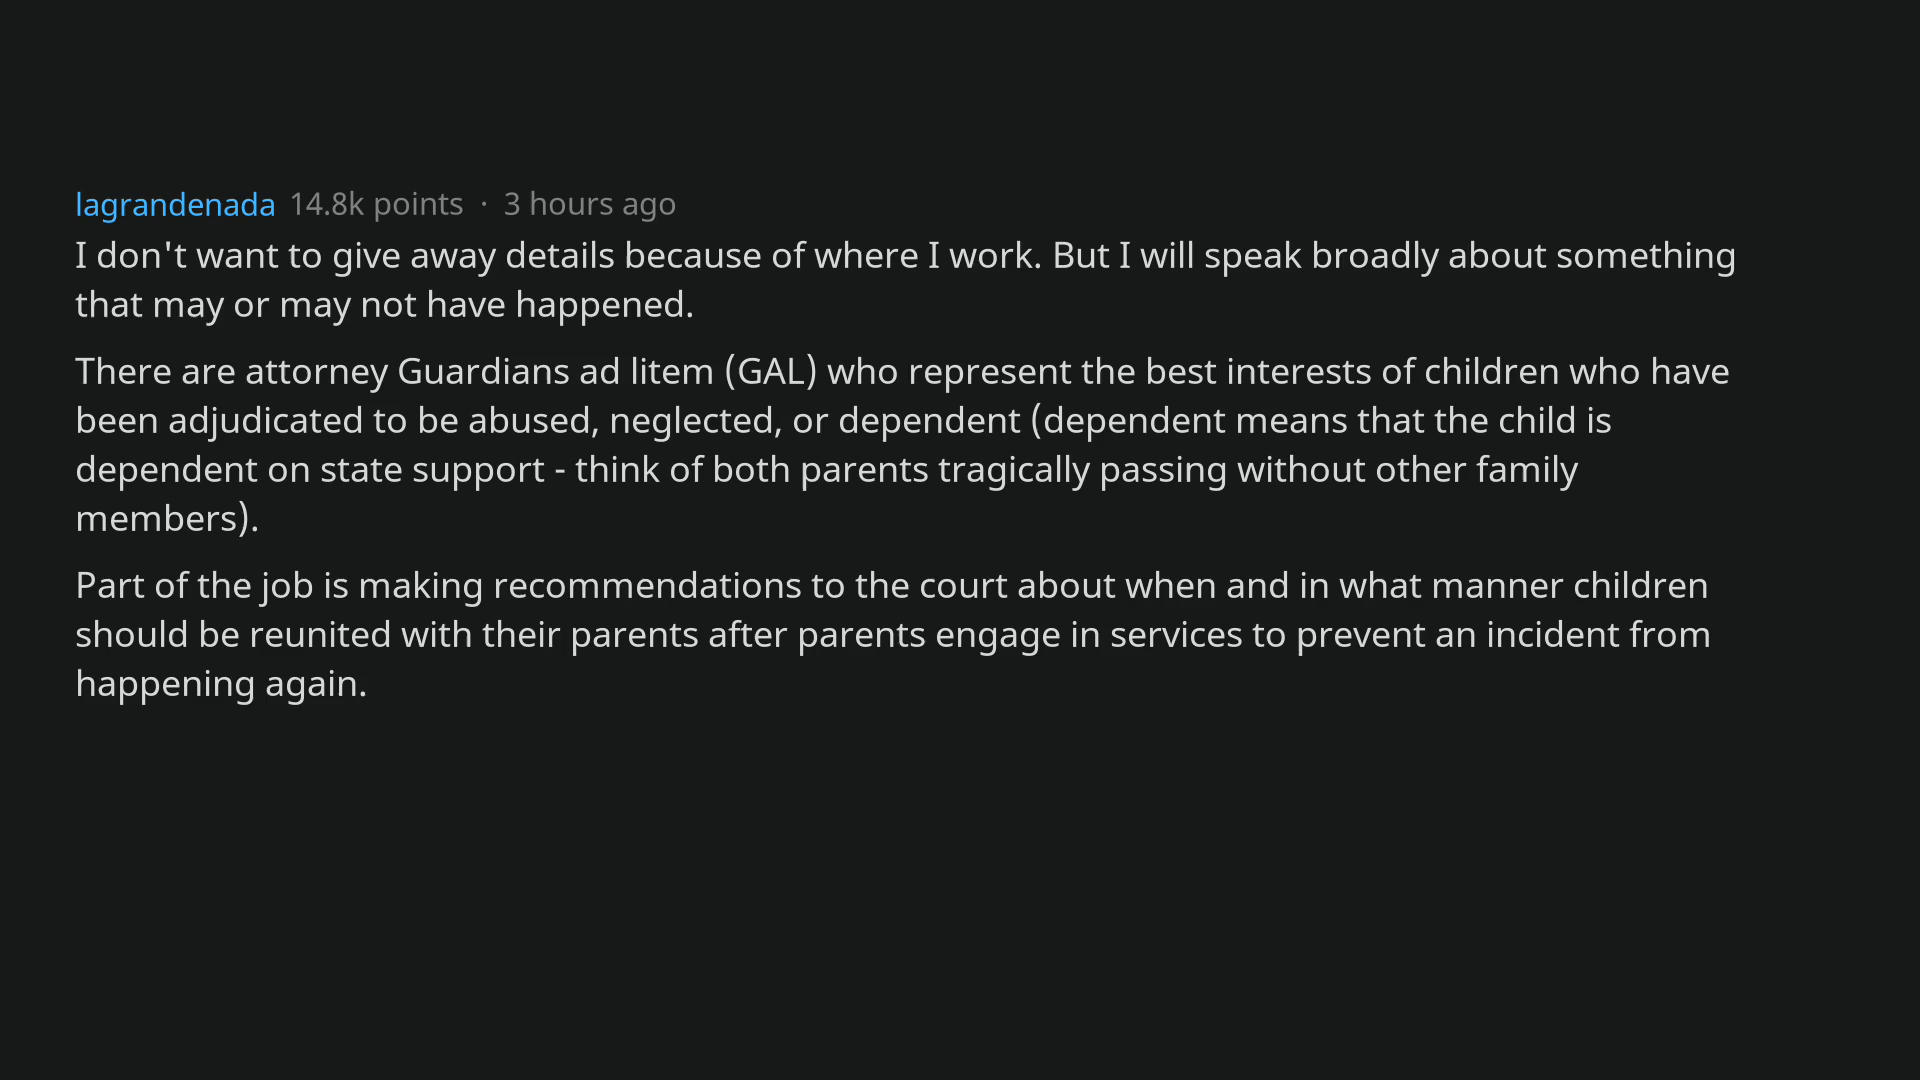 lagrandenada 14.8k points · 3 hours ago
I don't want to give away details because of where I work. But I will speak broadly about something
that may or may not have happened.
There are attorney Guardians ad litem (GAL) who represent the best interests of children who have
been adjudicated to be abused, neglected, or dependent (dependent means that the child is
dependent on state support - think of both parents tragically passing without other family
members).
Part of the job is making recommendations to the court about when and in what manner children
should be reunited with their parents after parents engage in services to prevent an incident from
happening again.